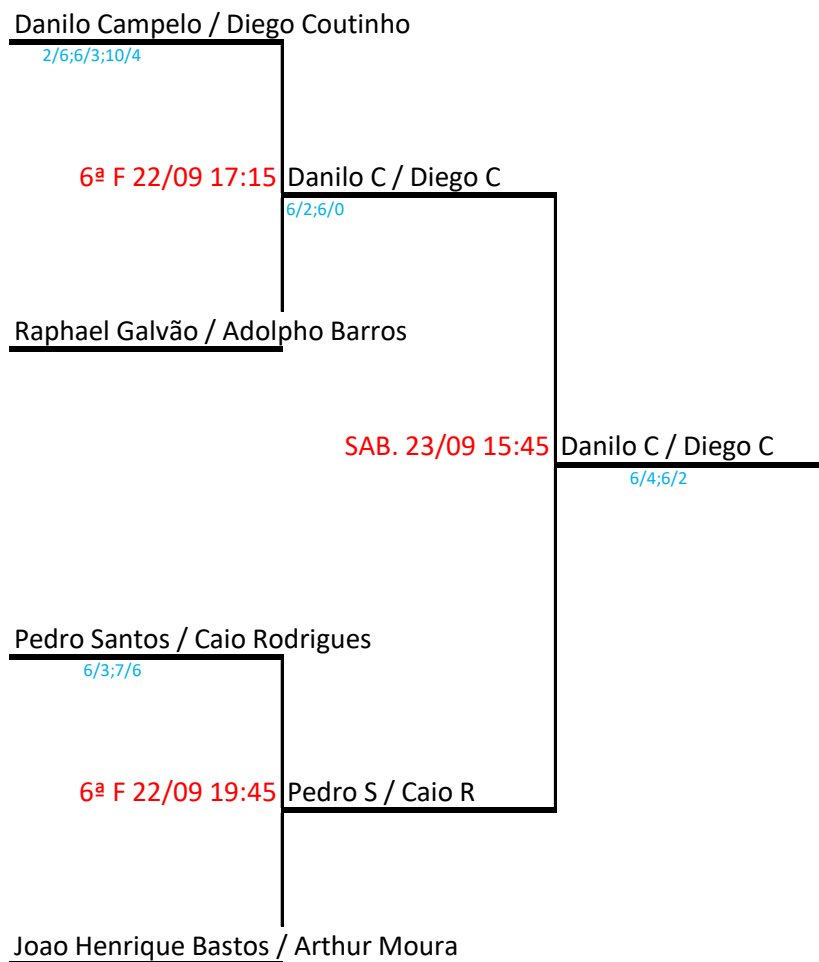 Danilo Campelo / Diego Coutinho
2/6;6/3;10/4
6ª F 22/09 17:15 Danilo C / Diego C
6/2;6/0
Raphael Galvão / Adolpho Barros
SAB. 23/09 15:45 Danilo C / Diego C
6/4;6/2
Pedro Santos / Caio Rodrigues
6/3;7/6
6ª F 22/09 19:45 Pedro S / Caio R
Joao Henrique Bastos / Arthur Moura